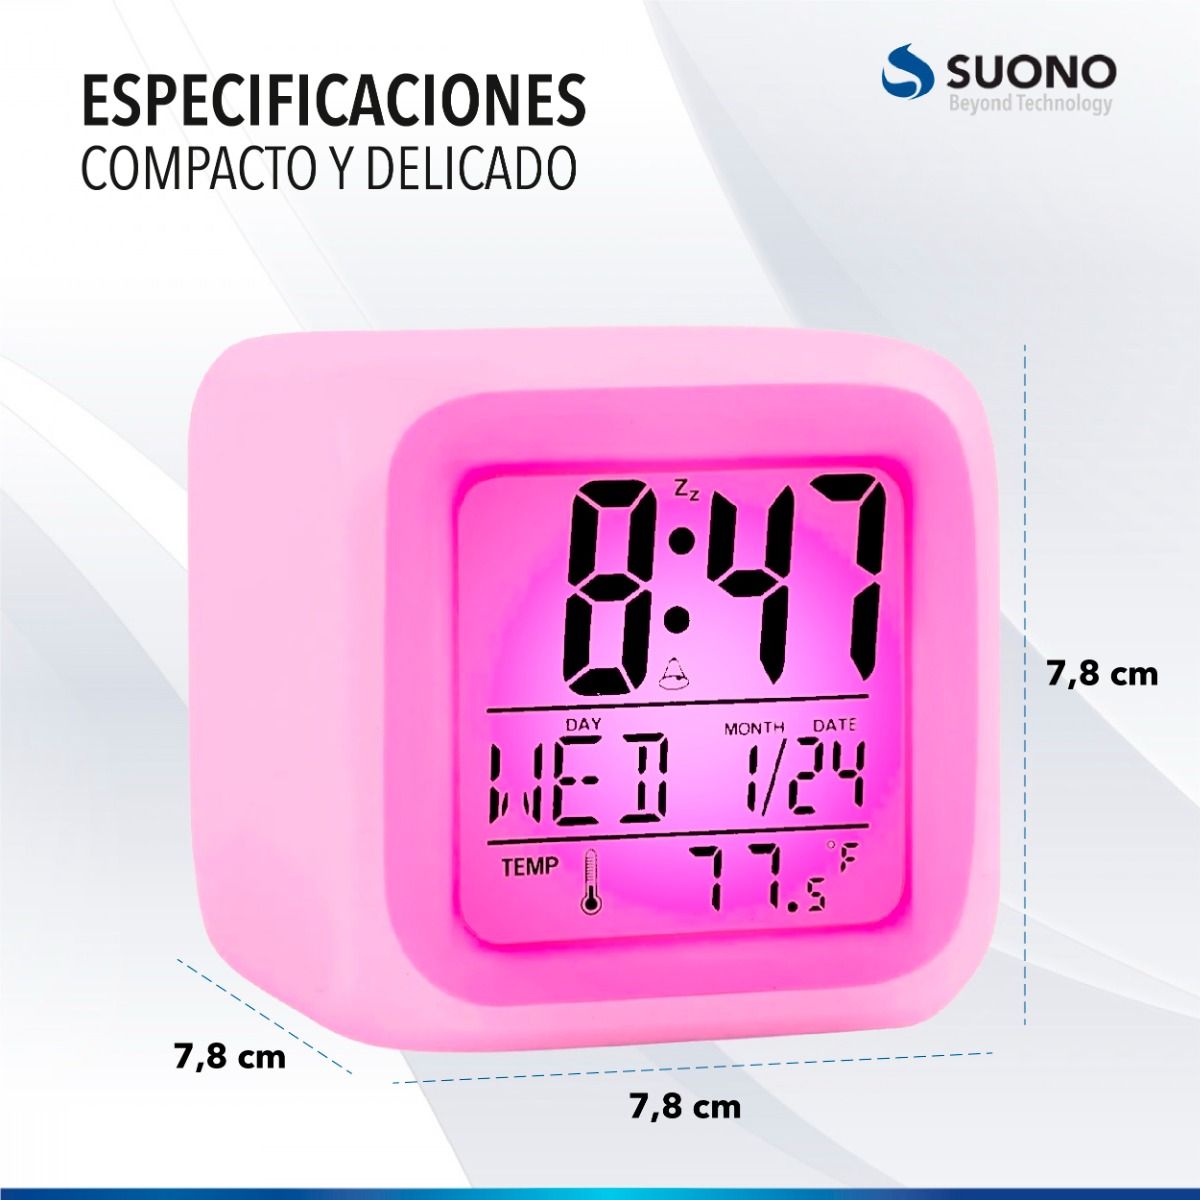 ESPECIFICACIONES
COMPACTO Y DELICADO
SUONO
Beyond Technology
Zz
8:47
DAY MONTH DATE
WED 1/24
TEMP 77.5 °F
7,8 cm
7,8 cm
7,8 cm